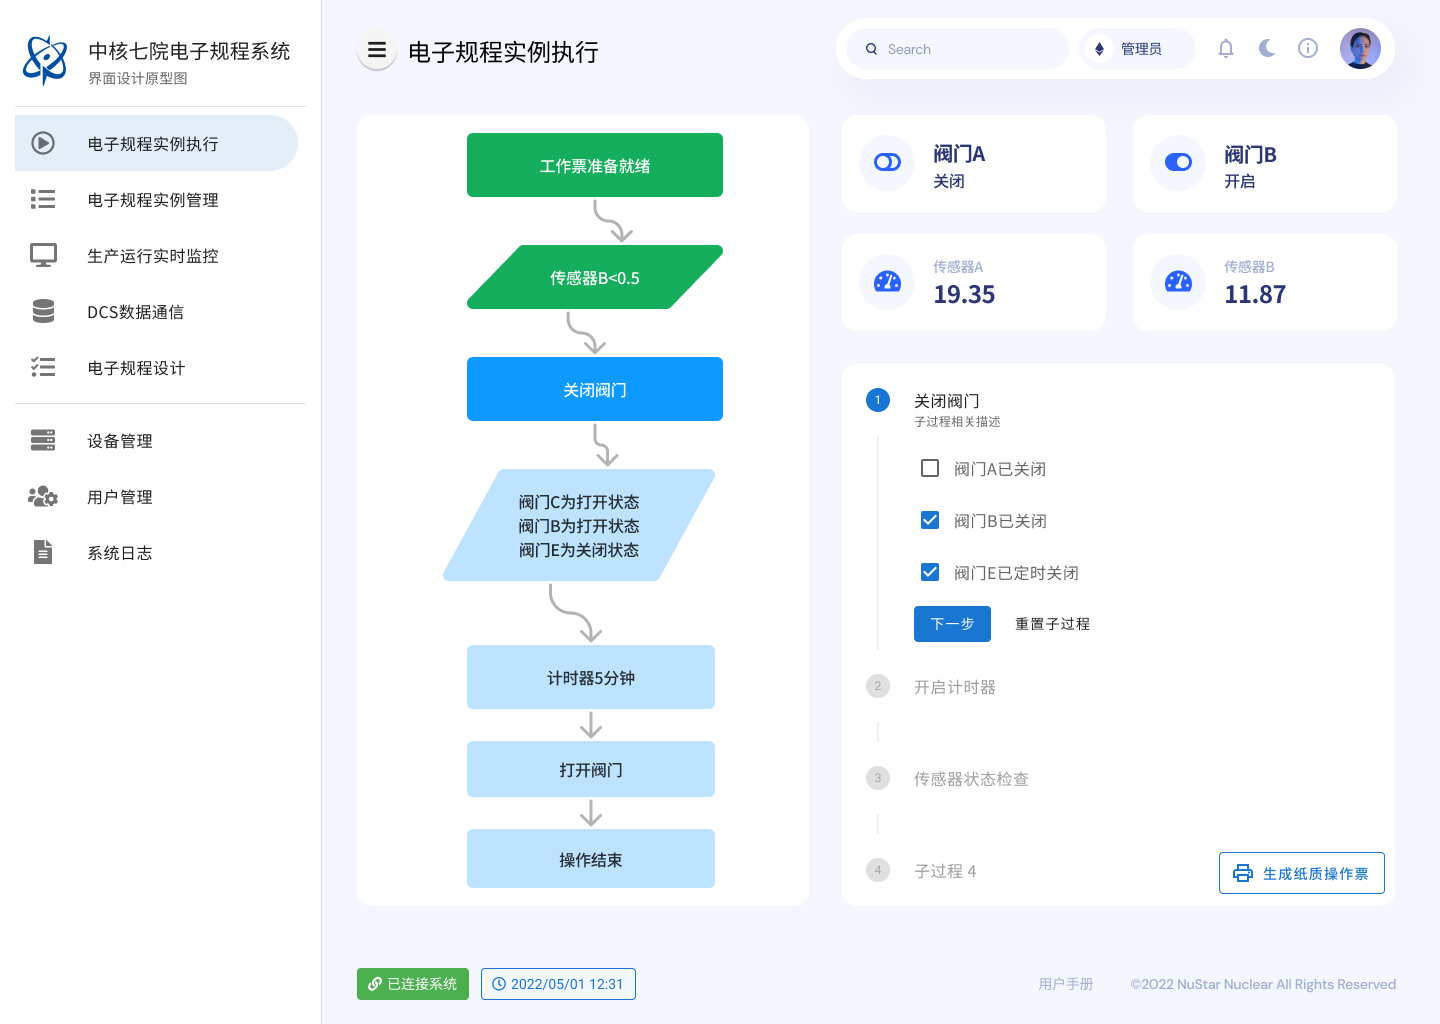 中核七院电子规程系统
界面设计原型图
电子规程实例执行
电子规程实例管理
生产运行实时监控
DCS数据通信
电子规程设计
设备管理
用户管理
系统日志
电子规程实例执行
Search
管理员
工作票准备就绪
传感器B<0.5
关闭阀门
阀门C为打开状态
阀门B为打开状态
阀门E为关闭状态
计时器5分钟
打开阀门
操作结束
阀门A
关闭
阀门B
开启
传感器A
19.35
传感器B
11.87
1
关闭阀门
子过程相关描述
阀门A已关闭
阀门B已关闭
阀门E已定时关闭
下一步
重置子过程
2
开启计时器
3
传感器状态检查
4
子过程 4
生成纸质操作票
已连接系统
2022/05/01 12:31
用户手册
©2022 NuStar Nuclear All Rights Reserved